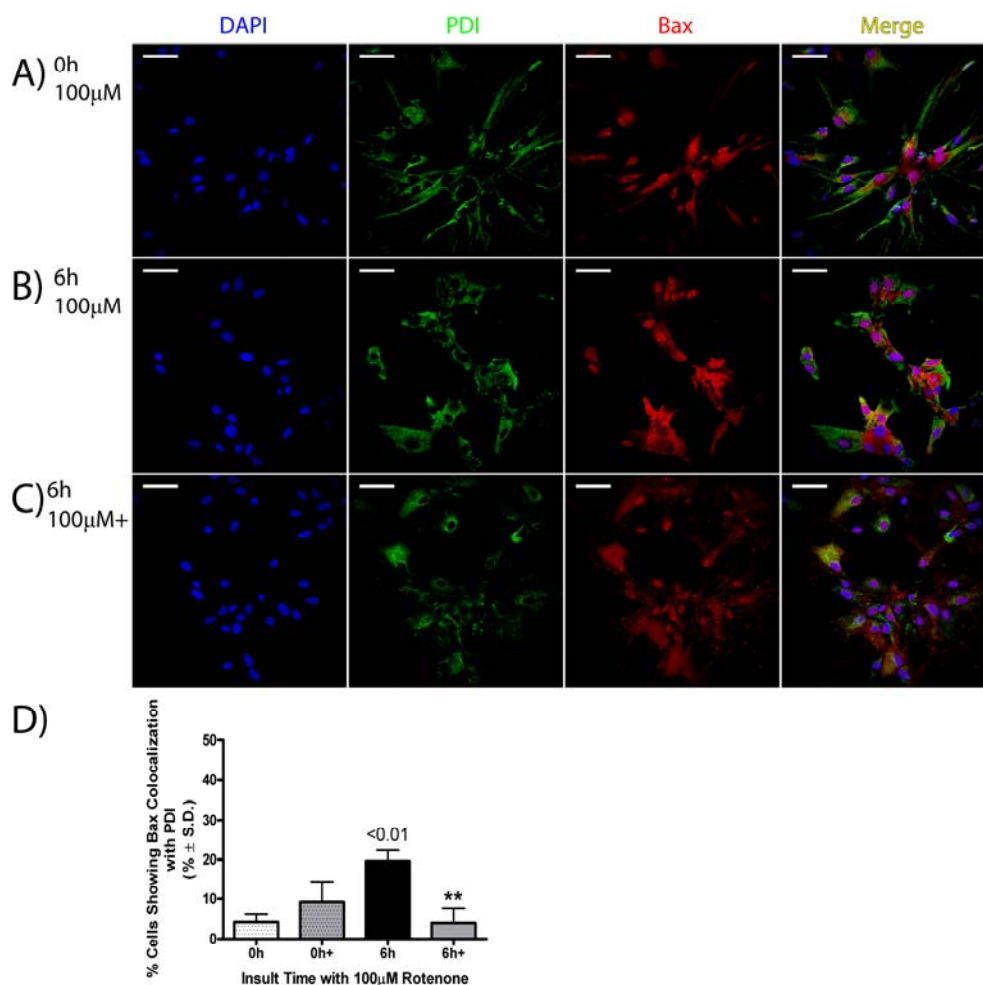 DAPI PDI Bax Merge
A) 0h
100µM
B) 6h
100µM
C) 6h
100µM+
D)
% Cells Showing Bax Colocalization
with PDI
(% ± S.D.)
50
40
30
20
10
0
<0.01
**
0h 0h+ 6h 6h+
Insult Time with 100µM Rotenone